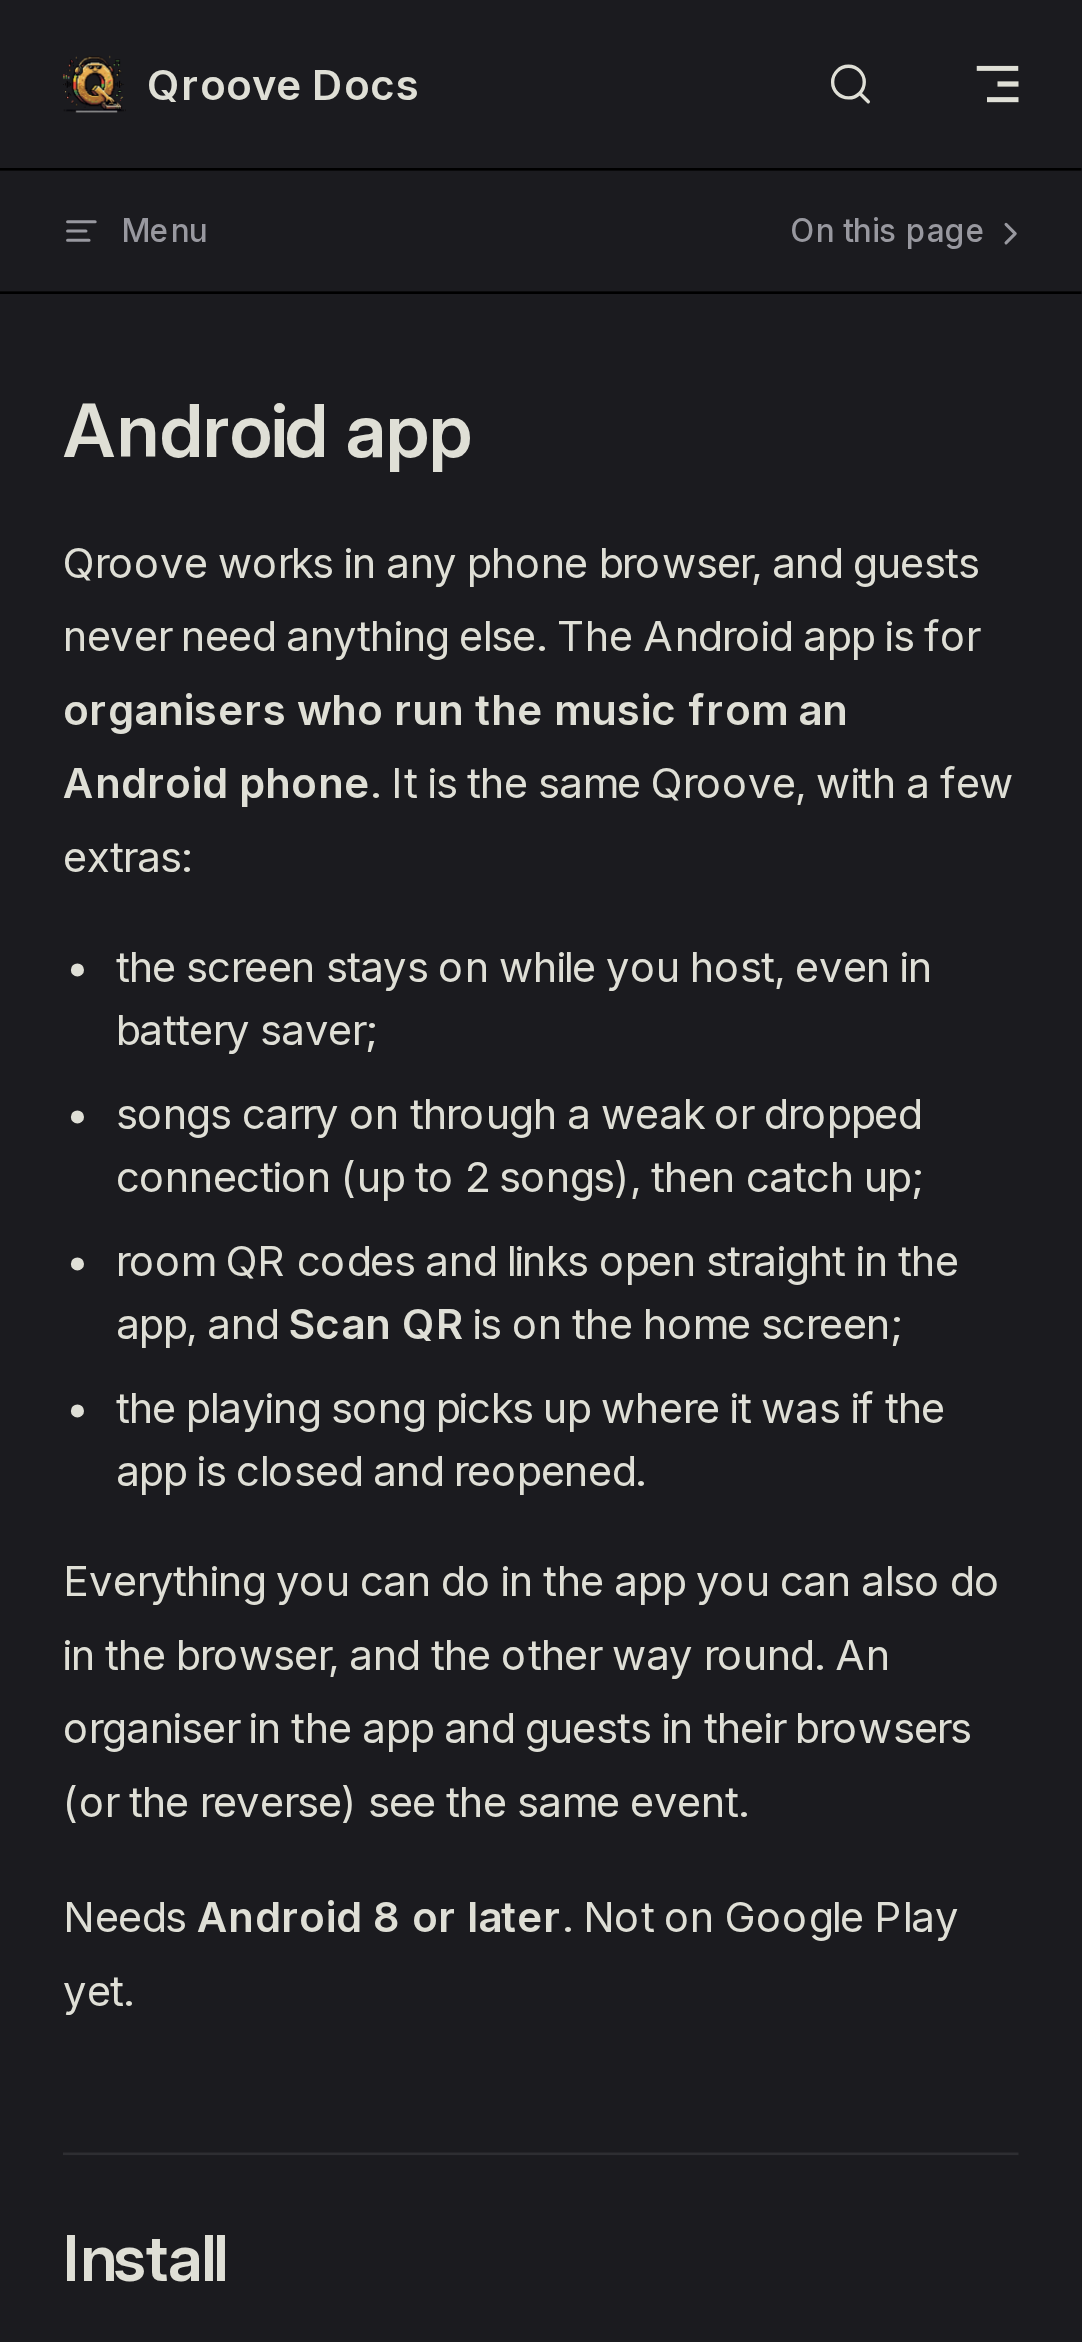 Qroove Docs
Menu
On this page
Android app
Qroove works in any phone browser, and guests
never need anything else. The Android app is for
organisers who run the music from an
Android phone. It is the same Qroove, with a few
extras:
• the screen stays on while you host, even in
battery saver;
• songs carry on through a weak or dropped
connection (up to 2 songs), then catch up;
• room QR codes and links open straight in the
app, and Scan QR is on the home screen;
• the playing song picks up where it was if the
app is closed and reopened.
Everything you can do in the app you can also do
in the browser, and the other way round. An
organiser in the app and guests in their browsers
(or the reverse) see the same event.
Needs Android 8 or later. Not on Google Play
yet.
Install